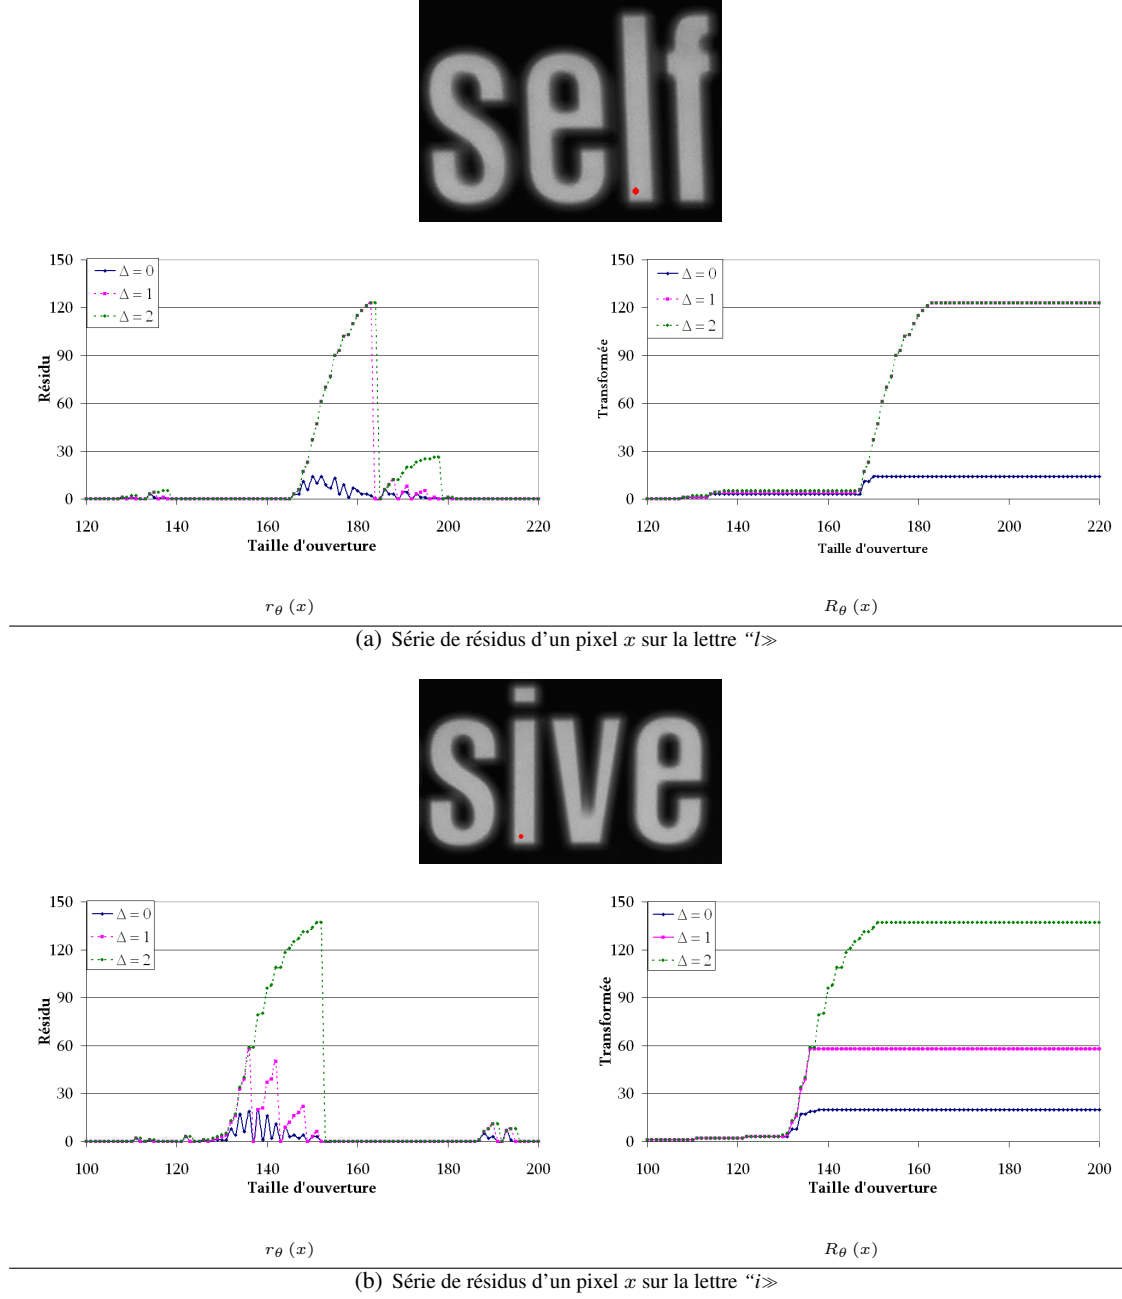 self
150
120
90
60
30
0
Résidu
Δ = 0
Δ = 1
Δ = 2
120 140 160 180 200 220
Taille d'ouverture
150
120
90
60
30
0
Transformée
Δ = 0
Δ = 1
Δ = 2
120 140 160 180 200 220
Taille d'ouverture
rθ (x) Rθ (x)
(a) Série de résidus d'un pixel x sur la lettre “l≫
sive
150
120
90
60
30
0
Résidu
Δ = 0
Δ = 1
Δ = 2
100 120 140 160 180 200
Taille d'ouverture
150
120
90
60
30
0
Transformée
Δ = 0
Δ = 1
Δ = 2
100 120 140 160 180 200
Taille d'ouverture
rθ (x) Rθ (x)
(b) Série de résidus d'un pixel x sur la lettre “i≫